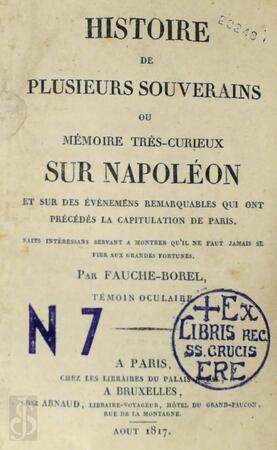 20248
HISTOIRE
DE
PLUSIEURS SOUVERAINS
OU
MÉMOIRE TRÈS-CURIEUX
SUR NAPOLÉON
ET SUR DES ÉVÈNEMENS REMARQUABLES QUI ONT
PRÉCÉDÉS LA CAPITULATION DE PARIS.
FAITS INTÉRESSANS SERVANT A MONTRER QU'IL NE FAUT JAMAIS SE
FIER AUX GRANDES FORTUNES.
PAR FAUCHE-BOREL,
TÉMOIN OCULAIRE
N 7
+ EX
LIBRIS REC.
SS. CRUCIS
ERE
A PARIS,
CHEZ LES LIBRAIRES DU PALAIS
A BRUXELLES,
CHEZ ARNAUD, LIBRAIRE-VOYAGEUR, HÔTEL DU GRAND-FAUCON,
RUE DE LA MONTAGNE.
AOUT 1817.